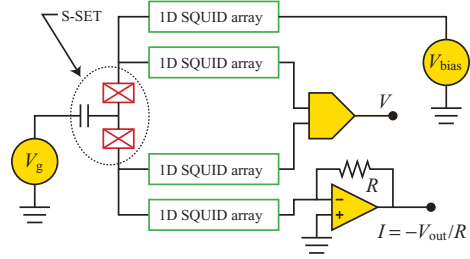 S-SET
1D SQUID array
1D SQUID array
V_bias
V
V_g
1D SQUID array
R
1D SQUID array
−
+
I = −V_out/R